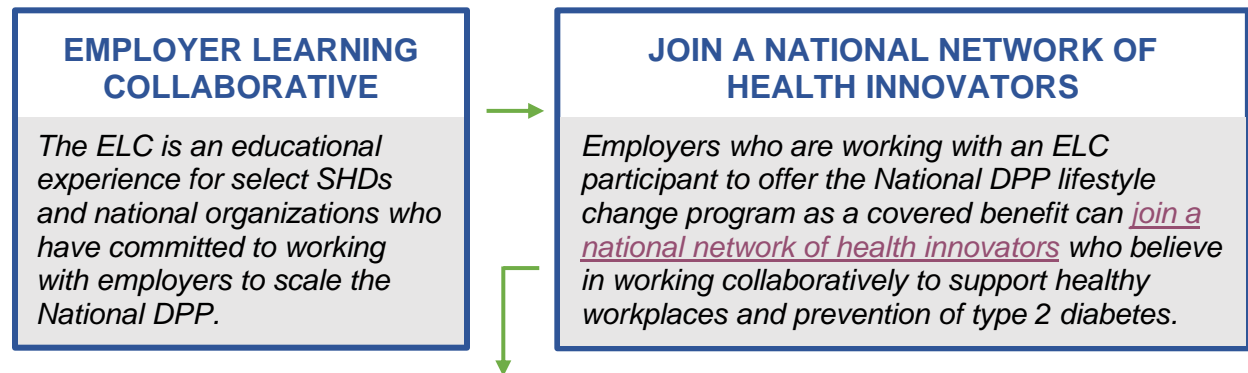 EMPLOYER LEARNING
COLLABORATIVE
The ELC is an educational
experience for select SHDs
and national organizations who
have committed to working
with employers to scale the
National DPP.
JOIN A NATIONAL NETWORK OF
HEALTH INNOVATORS
Employers who are working with an ELC
participant to offer the National DPP lifestyle
change program as a covered benefit can join a
national network of health innovators who believe
in working collaboratively to support healthy
workplaces and prevention of type 2 diabetes.